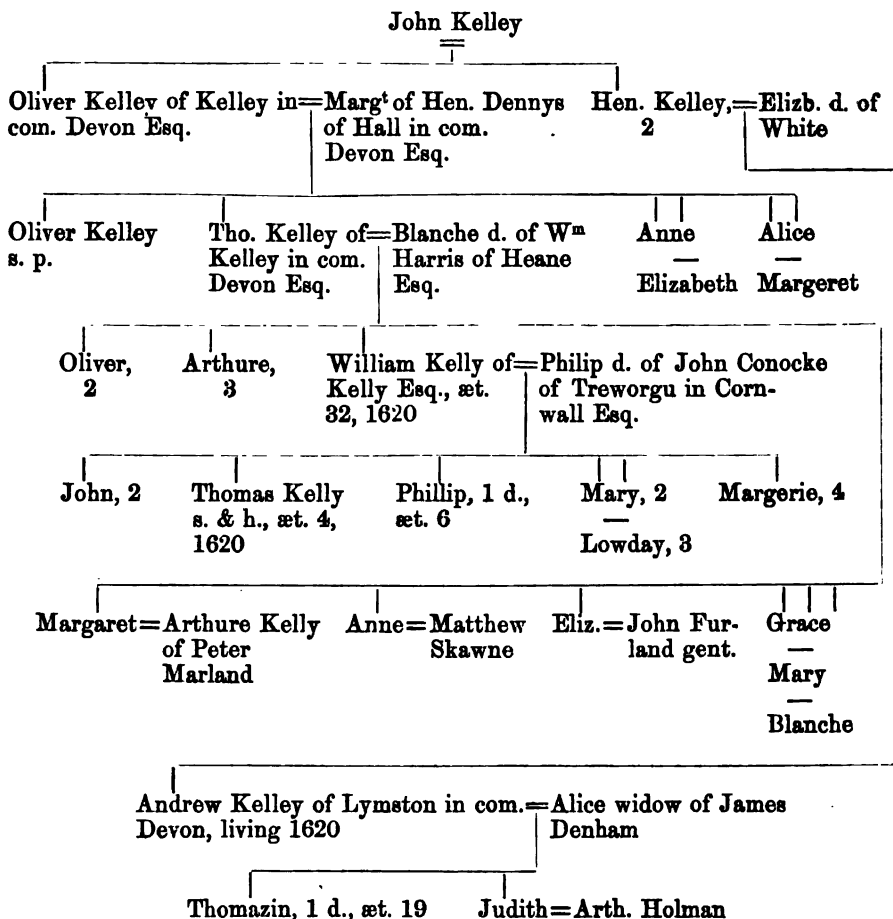 John Kelley
Oliver Kelley of Kelley in=Margᵗ of Hen. Dennys Hen. Kelley,=Elizb. d. of
com. Devon Esq. of Hall in com. 2 White
Devon Esq.
Oliver Kelley Tho. Kelley of=Blanche d. of Wᵐ Anne Alice
s. p. Kelley in com. Harris of Heane — —
Devon Esq. Esq. Elizabeth Margeret
Oliver, Arthure, William Kelly of=Philip d. of John Conocke
2 3 Kelly Esq., æt. of Treworgu in Corn-
32, 1620 wall Esq.
John, 2 Thomas Kelly Phillip, 1 d., Mary, 2 Margerie, 4
s. & h., æt. 4, æt. 6 —
1620 Lowday, 3
Margaret=Arthure Kelly Anne=Matthew Eliz.=John Fur- Grace
of Peter Skawne land gent. —
Marland Mary
—
Blanche
Andrew Kelley of Lymston in com.=Alice widow of James
Devon, living 1620 Denham
Thomazin, 1 d., æt. 19 Judith=Arth. Holman